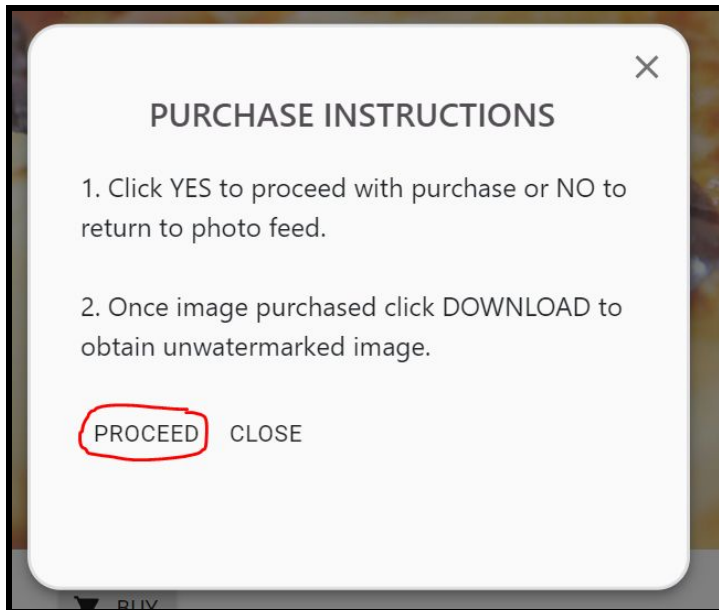 PURCHASE INSTRUCTIONS
1. Click YES to proceed with purchase or NO to
return to photo feed.
2. Once image purchased click DOWNLOAD to
obtain unwatermarked image.
PROCEED CLOSE
BUY